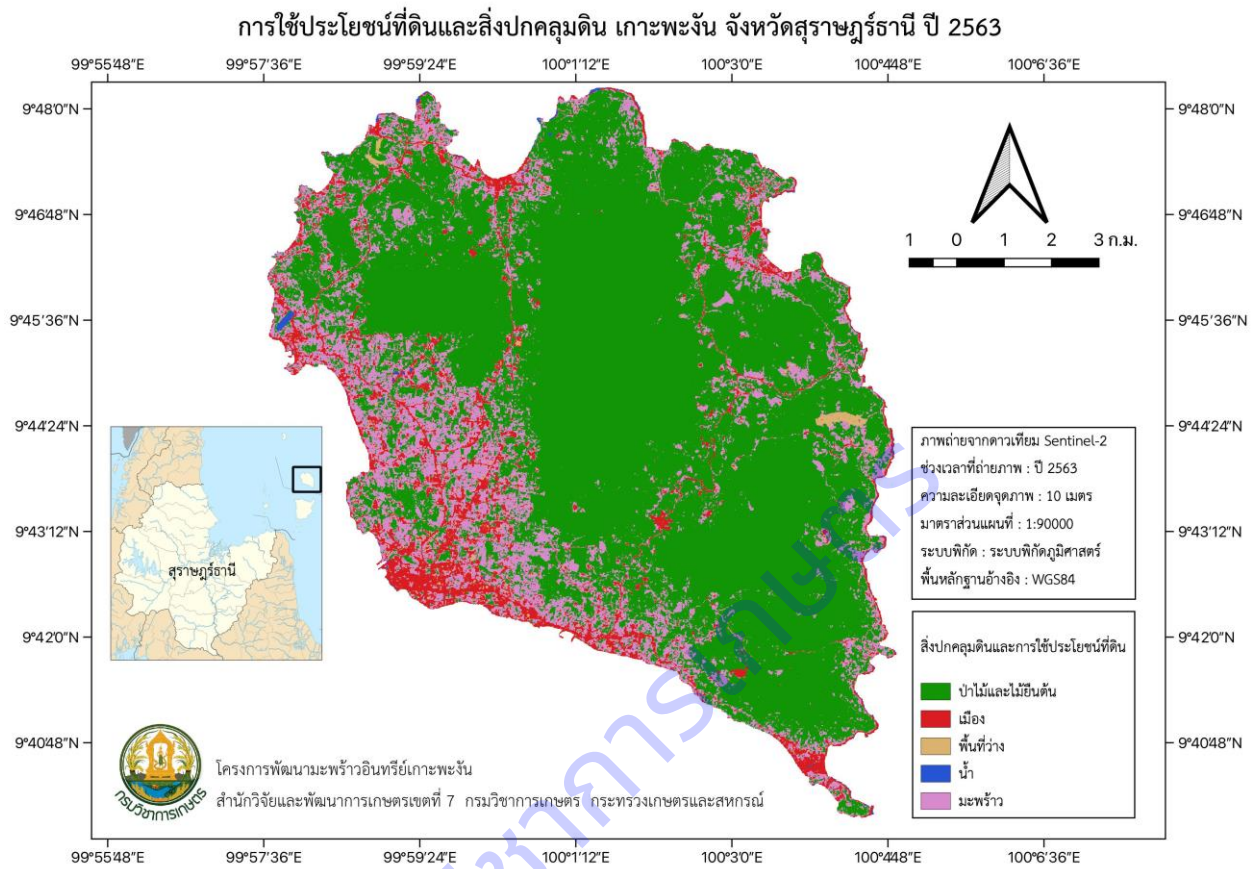 การใช้ประโยชน์ที่ดินและสิ่งปกคลุมดิน เกาะพะงัน จังหวัดสุราษฎร์ธานี ปี 2563
99°55'48"E 99°57'36"E 99°59'24"E 100°1'12"E 100°3'0"E 100°4'48"E 100°6'36"E
9°48'0"N 9°48'0"N
9°46'48"N 9°46'48"N
1 0 1 2 3 ก.ม.
9°45'36"N 9°45'36"N
9°44'24"N 9°44'24"N
ภาพถ่ายจากดาวเทียม Sentinel-2
ช่วงเวลาที่ถ่ายภาพ : ปี 2563
ความละเอียดจุดภาพ : 10 เมตร
มาตราส่วนแผนที่ : 1:90000
ระบบพิกัด : ระบบพิกัดภูมิศาสตร์
พื้นหลักฐานอ้างอิง : WGS84
9°43'12"N 9°43'12"N
สุราษฎร์ธานี
9°42'0"N 9°42'0"N
สิ่งปกคลุมดินและการใช้ประโยชน์ที่ดิน
ป่าไม้และไม้ยืนต้น
เมือง
พื้นที่ว่าง
น้ำ
มะพร้าว
9°40'48"N 9°40'48"N
กรมวิชาการเกษตร
โครงการพัฒนามะพร้าวอินทรีย์เกาะพะงัน
สำนักวิจัยและพัฒนาการเกษตรเขตที่ 7 กรมวิชาการเกษตร กระทรวงเกษตรและสหกรณ์
99°55'48"E 99°57'36"E 99°59'24"E 100°1'12"E 100°3'0"E 100°4'48"E 100°6'36"E